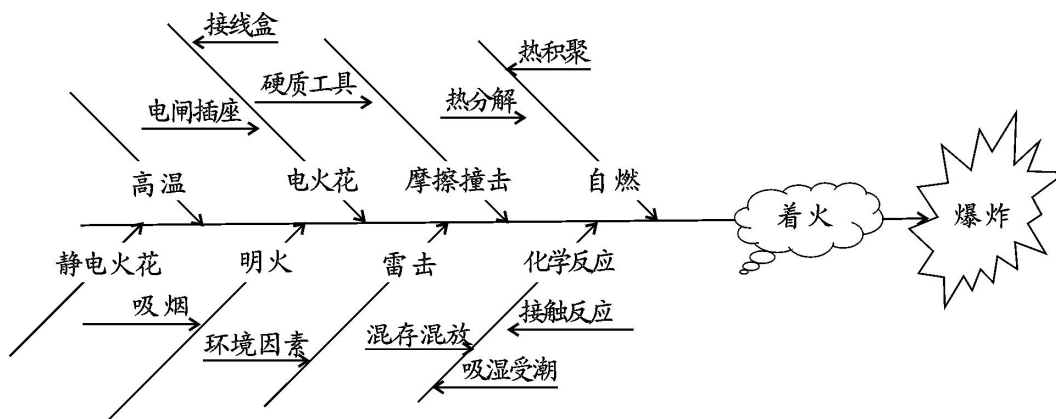 接线盒
热积聚
硬质工具
热分解
电闸插座
高温
电火花
摩擦撞击
自燃
着火
爆炸
静电火花
明火
雷击
化学反应
吸烟
接触反应
混存混放
环境因素
吸湿受潮